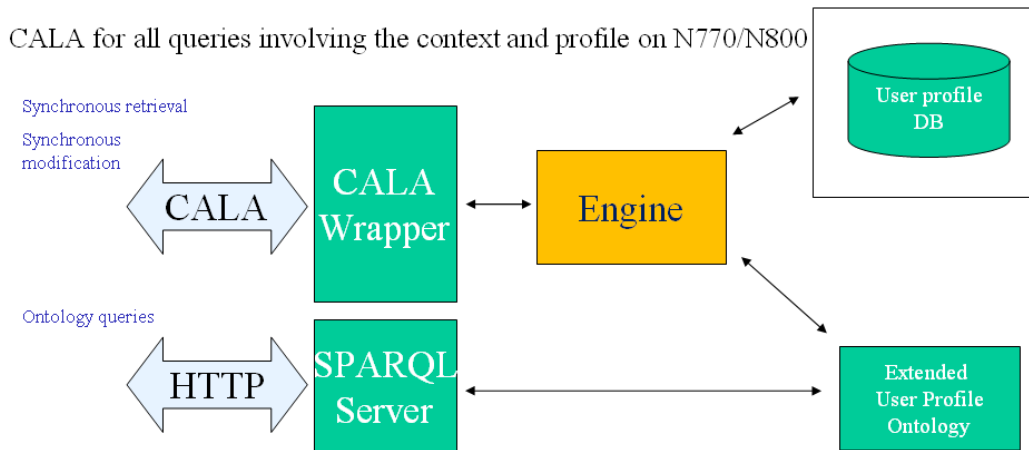 CALA for all queries involving the context and profile on N770/N800
User profile
DB
Synchronous retrieval
Synchronous
modification
CALA
CALA
Wrapper
Engine
Ontology queries
HTTP
SPARQL
Server
Extended
User Profile
Ontology